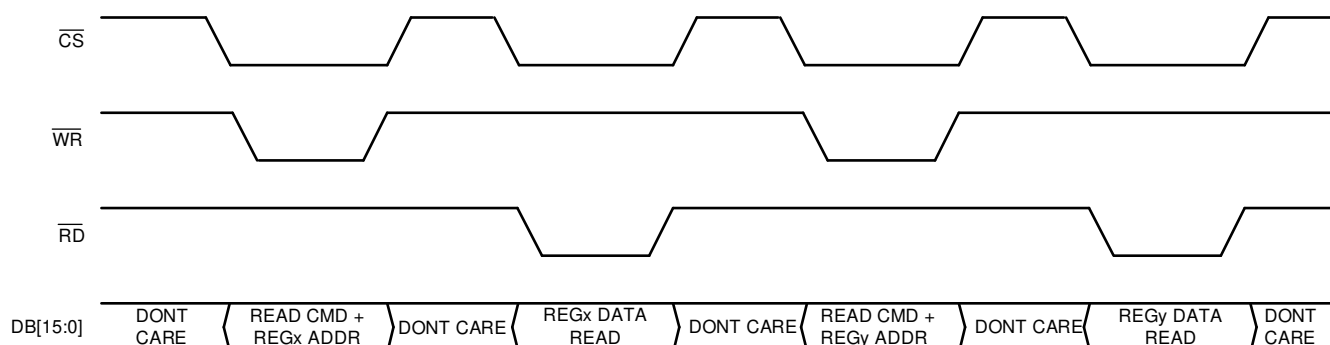 CS
WR
RD
DB[15:0]
DONT
CARE
READ CMD +
REGx ADDR
DONT CARE
REGx DATA
READ
DONT CARE
READ CMD +
REGy ADDR
DONT CARE
REGy DATA
READ
DONT
CARE